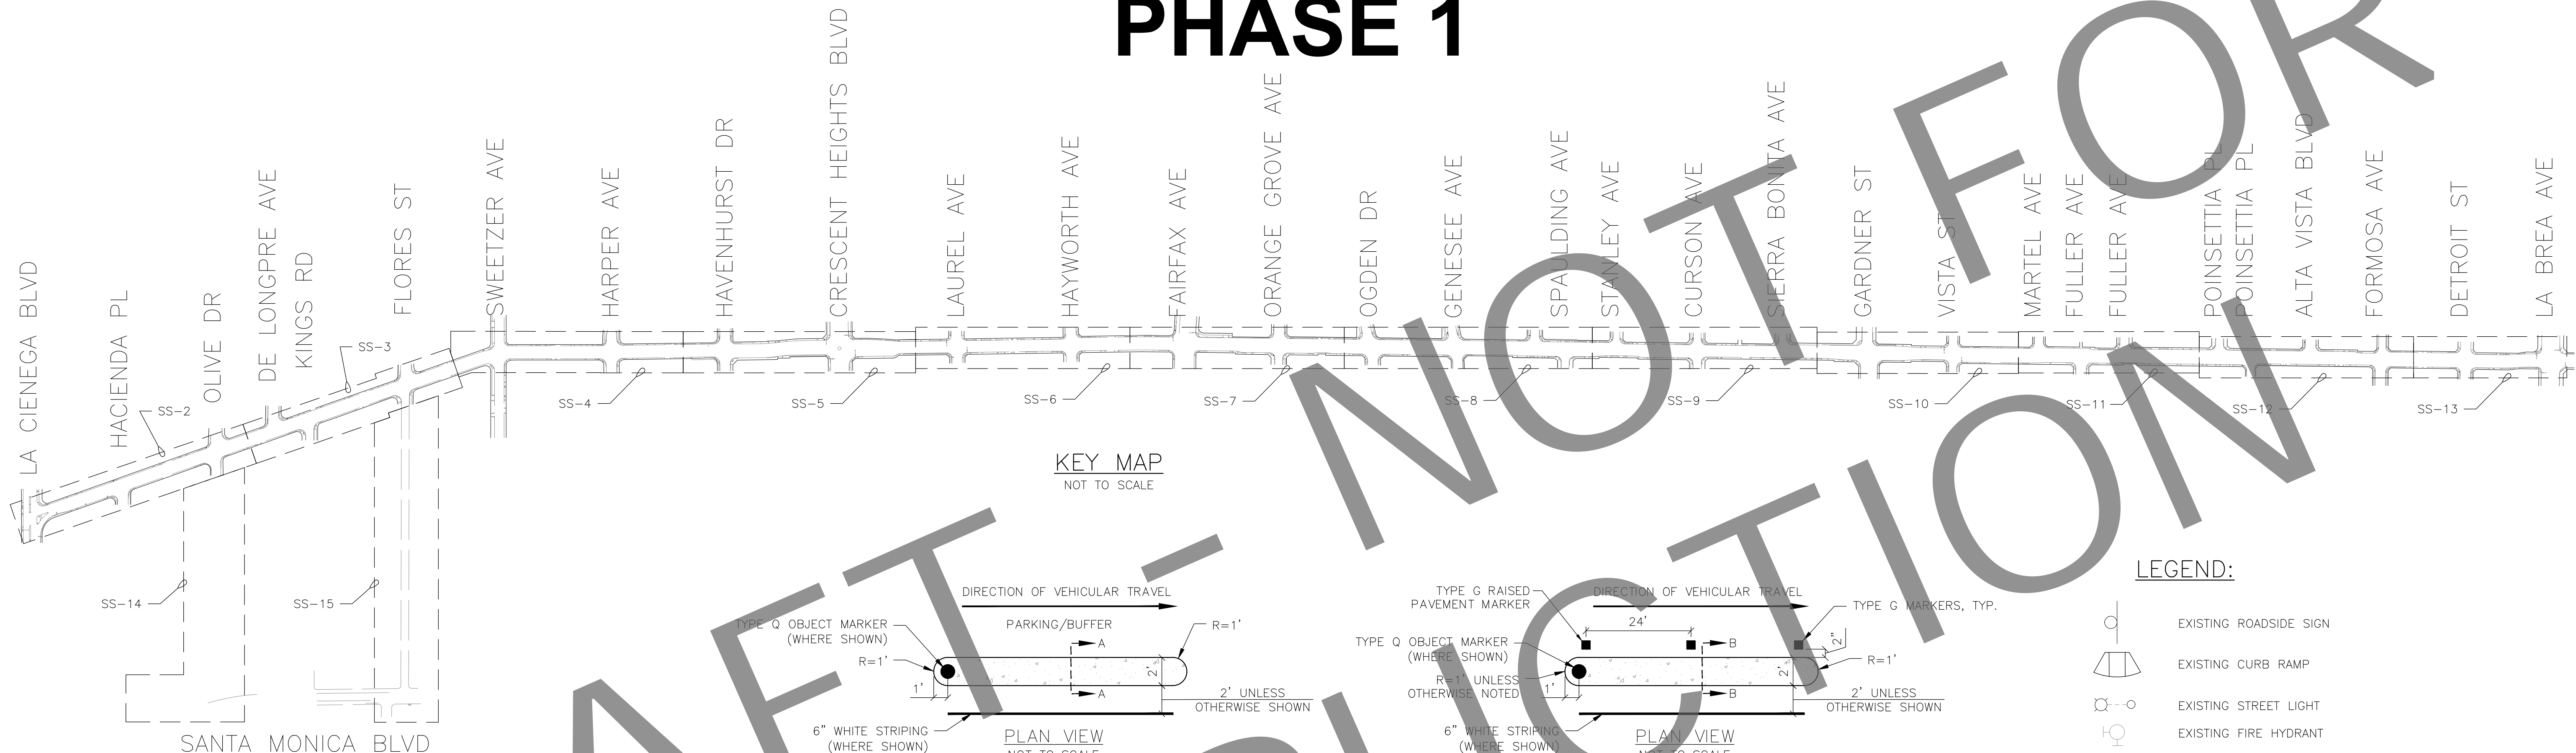 PHASE 1
LA CIENEGA BLVD
HACIENDA PL
OLIVE DR
DE LONGPRE AVE
KINGS RD
FLORES ST
SWEETZER AVE
HARPER AVE
HAVENHURST DR
CRESCENT HEIGHTS BLVD
LAUREL AVE
HAYWORTH AVE
FAIRFAX AVE
ORANGE GROVE AVE
OGDEN DR
GENESEE AVE
SPAULDING AVE
STANLEY AVE
CURSON AVE
SIERRA BONITA AVE
GARDNER ST
VISTA ST
MARTEL AVE
FULLER AVE
FULLER AVE
POINSETTIA PL
POINSETTIA PL
ALTA VISTA BLVD
FORMOSA AVE
DETROIT ST
LA BREA AVE
SS-2
SS-3
SS-4
SS-5
SS-6
SS-7
SS-8
SS-9
SS-10
SS-11
SS-12
SS-13
SS-14
SS-15
SANTA MONICA BLVD
KEY MAP
NOT TO SCALE
DIRECTION OF VEHICULAR TRAVEL
TYPE Q OBJECT MARKER
(WHERE SHOWN)
PARKING/BUFFER
R=1'
A
R=1'
1'
2'
A
2' UNLESS
OTHERWISE SHOWN
6" WHITE STRIPING
(WHERE SHOWN)
PLAN VIEW
NOT TO SCALE
TYPE G RAISED
PAVEMENT MARKER
DIRECTION OF VEHICULAR TRAVEL
TYPE G MARKERS, TYP.
24'
2"
TYPE Q OBJECT MARKER
(WHERE SHOWN)
B
R=1'
R=1' UNLESS
OTHERWISE NOTED
1'
2'
B
2' UNLESS
OTHERWISE SHOWN
6" WHITE STRIPING
(WHERE SHOWN)
PLAN VIEW
NOT TO SCALE
LEGEND:
EXISTING ROADSIDE SIGN
EXISTING CURB RAMP
EXISTING STREET LIGHT
EXISTING FIRE HYDRANT
AFT - NOT FOR
UCTION